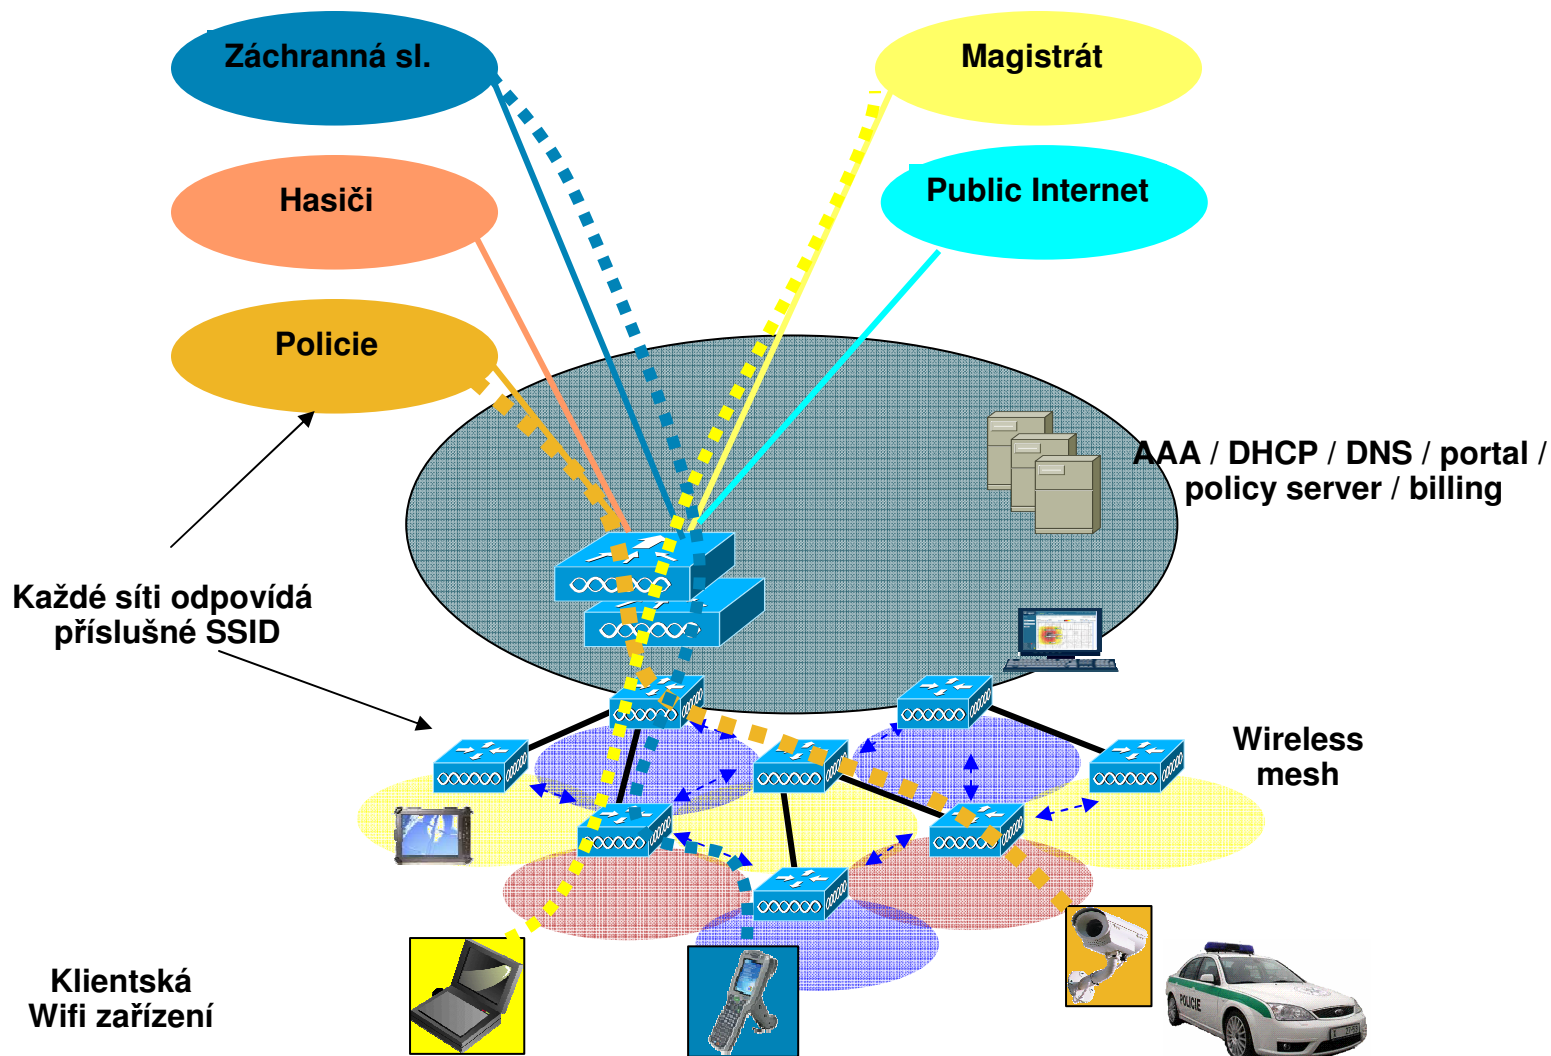 Záchranná sl.
Magistrát
Hasiči
Public Internet
Policie
AAA / DHCP / DNS / portal /
policy server / billing
Každé síti odpovídá
příslušné SSID
Wireless
mesh
Klientská
Wifi zařízení
POLICIE